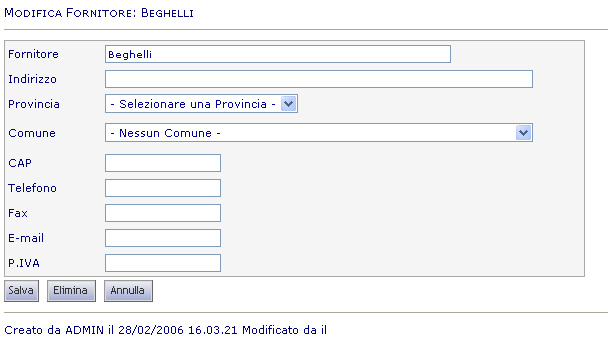 Modifica Fornitore: Beghelli
Fornitore Beghelli
Indirizzo
Provincia - Selezionare una Provincia -
Comune - Nessun Comune -
CAP
Telefono
Fax
E-mail
P.IVA
Salva Elimina Annulla
Creato da ADMIN il 28/02/2006 16.03.21 Modificato da il